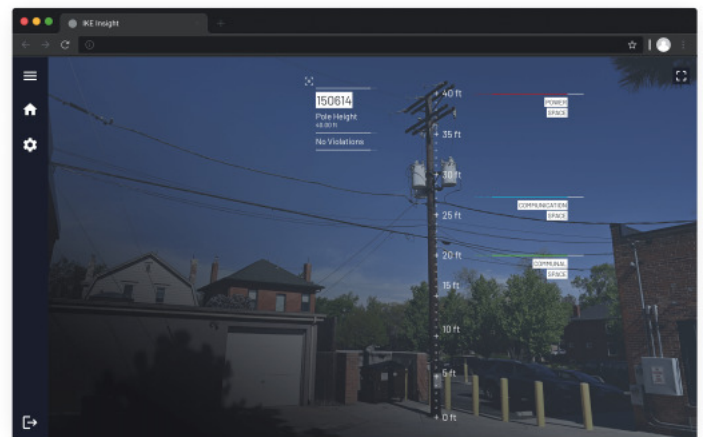 IKE Insight
150614
Pole Height
40.00 ft
No Violations
40 ft
POWER
SPACE
35 ft
30 ft
COMMUNICATION
SPACE
25 ft
20 ft
COMMUNAL
SPACE
15 ft
10 ft
5 ft
0 ft